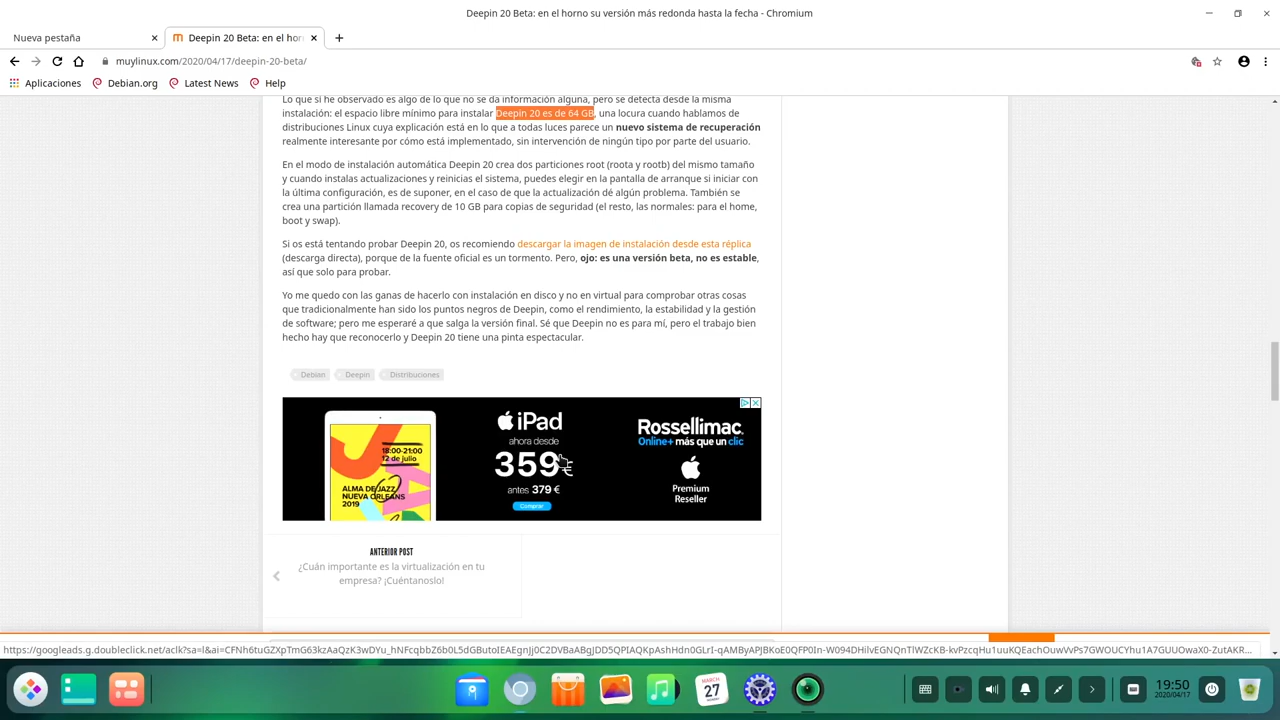 Deepin 20 Beta: en el horno su versión más redonda hasta la fecha - Chromium
Nueva pestaña
Deepin 20 Beta: en el hor
muylinux.com/2020/04/17/deepin-20-beta/
Aplicaciones
Debian.org
Latest News
Help
Lo que si he observado es algo de lo que no se da información alguna, pero se detecta desde la misma
instalación: el espacio libre mínimo para instalar Deepin 20 es de 64 GB, una locura cuando hablamos de
distribuciones Linux cuya explicación está en lo que a todas luces parece un nuevo sistema de recuperación
realmente interesante por cómo está implementado, sin intervención de ningún tipo por parte del usuario.
En el modo de instalación automática Deepin 20 crea dos particiones root (roota y rootb) del mismo tamaño
y cuando instalas actualizaciones y reinicias el sistema, puedes elegir en la pantalla de arranque si iniciar con
la última configuración, es de suponer, en el caso de que la actualización dé algún problema. También se
crea una partición llamada recovery de 10 GB para copias de seguridad (el resto, las normales: para el home,
boot y swap).
Si os está tentando probar Deepin 20, os recomiendo descargar la imagen de instalación desde esta réplica
(descarga directa), porque de la fuente oficial es un tormento. Pero, ojo: es una versión beta, no es estable,
así que solo para probar.
Yo me quedo con las ganas de hacerlo con instalación en disco y no en virtual para comprobar otras cosas
que tradicionalmente han sido los puntos negros de Deepin, como el rendimiento, la estabilidad y la gestión
de software; pero me esperaré a que salga la versión final. Sé que Deepin no es para mí, pero el trabajo bien
hecho hay que reconocerlo y Deepin 20 tiene una pinta espectacular.
Debian
Deepin
Distribuciones
18:00-21:00
12 de julio
ALMA DE JAZZ
NUEVA ORLEANS
2019
iPad
ahora desde
359€
antes 379 €
Comprar
Rossellimac
Online+ más que un clic
Premium
Reseller
ANTERIOR POST
¿Cuán importante es la virtualización en tu
empresa? ¡Cuéntanoslo!
MARCH
27
19:50
2020/04/17